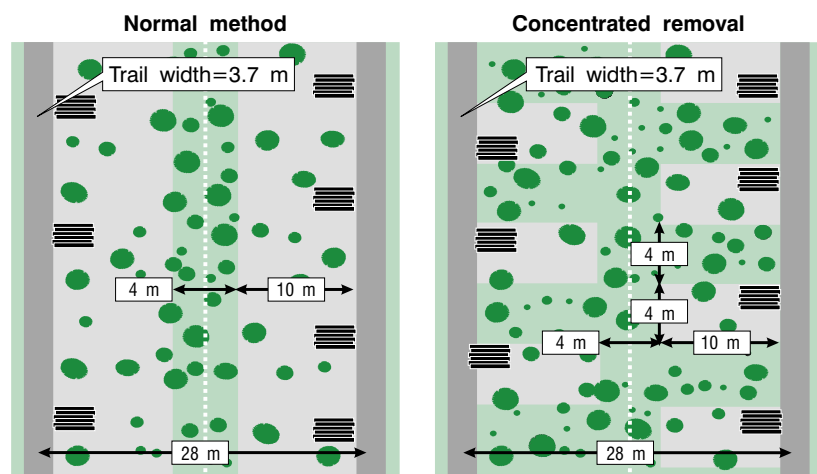 Normal method
Trail width=3.7 m
4 m
10 m
28 m
Concentrated removal
Trail width=3.7 m
4 m
4 m
4 m
10 m
28 m